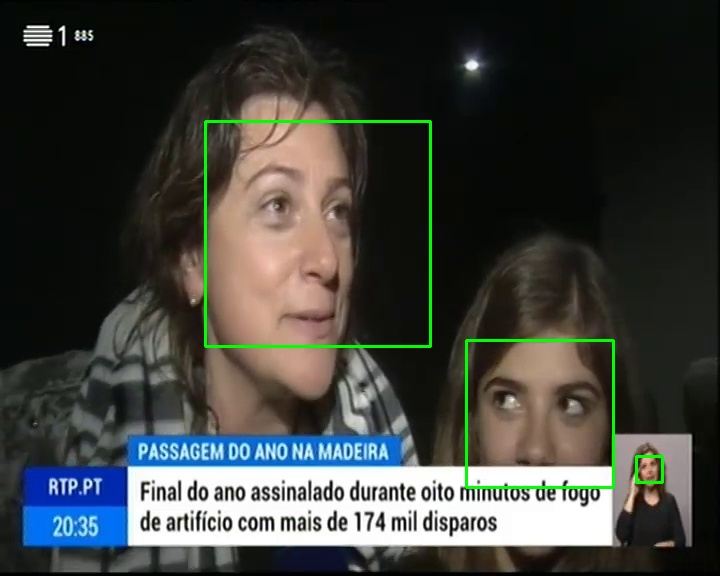 1 885
PASSAGEM DO ANO NA MADEIRA
RTP.PT
Final do ano assinalado durante oito minutos de fogo
20:35
de artifício com mais de 174 mil disparos